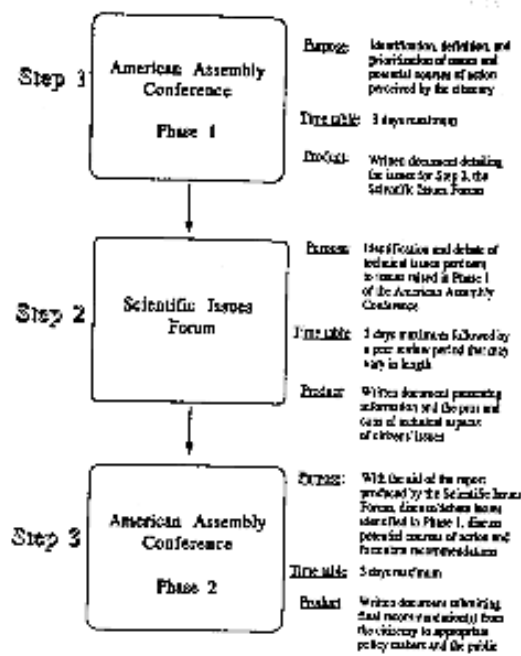 Step 1
American Assembly
Conference
Phase 1
Purpose: Identification, definition, and
prioritization of issues and
potential courses of action
perceived by the citizenry
Time table: 3 days maximum
Product: Written document detailing
the issues for Step 2, the
Scientific Issues Forum
Step 2
Scientific Issues
Forum
Purpose: Identification and debate of
technical issues pertinent
to issues raised in Phase 1
of the American Assembly
Conference
Time table: 3 days maximum followed by
a peer review period that may
vary in length
Product: Written document presenting
information and the pros and
cons of technical aspects
of citizens' issues
Step 3
American Assembly
Conference
Phase 2
Purpose: With the aid of the report
produced by the Scientific Issues
Forum, discuss issues
identified in Phase 1, discuss
potential courses of action and
formulate recommendations
Time table: 3 days maximum
Product: Written document submitting
final recommendation(s) from
the citizenry to appropriate
policy makers and the public